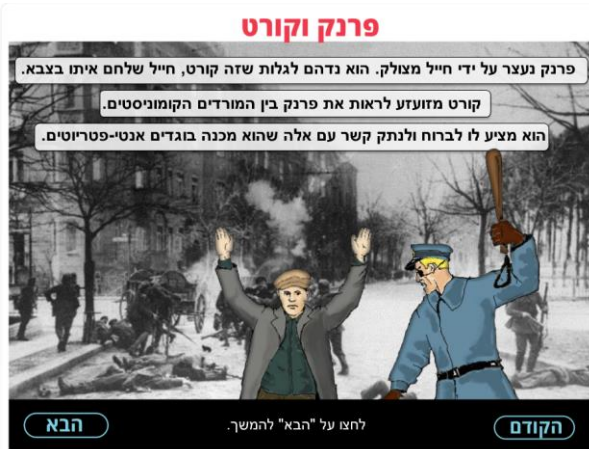 פרנק וקורט
פרנק נעצר על ידי חייל מצולק. הוא נדהם לגלות שזה קורט, חייל שלחם איתו בצבא.
קורט מזועזע לראות את פרנק בין המורדים הקומוניסטים.
הוא מציע לו לברוח ולנתק קשר עם אלה שהוא מכנה בוגדים אנטי-פטריוטים.
הקודם
לחצו על "הבא" להמשך.
הבא